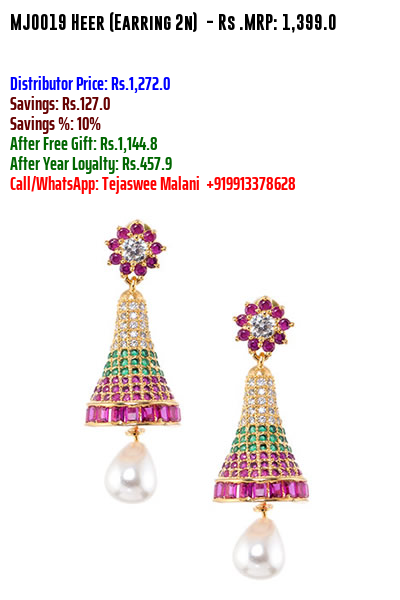 MJ0019 Heer (Earring 2n) - Rs .MRP: 1,399.0
Distributor Price: Rs.1,272.0
Savings: Rs.127.0
Savings %: 10%
After Free Gift: Rs.1,144.8
After Year Loyalty: Rs.457.9
Call/WhatsApp: Tejaswee Malani +919913378628